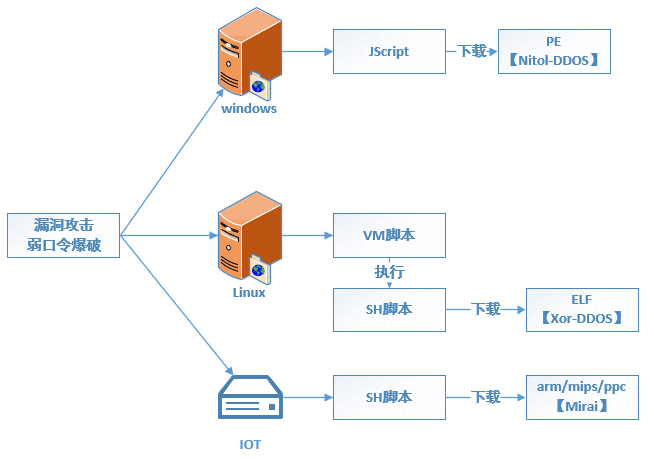 windows
JScript
下载
PE
【Nitol-DDOS】
漏洞攻击
弱口令爆破
Linux
VM脚本
执行
SH脚本
下载
ELF
【Xor-DDOS】
IOT
SH脚本
下载
arm/mips/ppc
【Mirai】